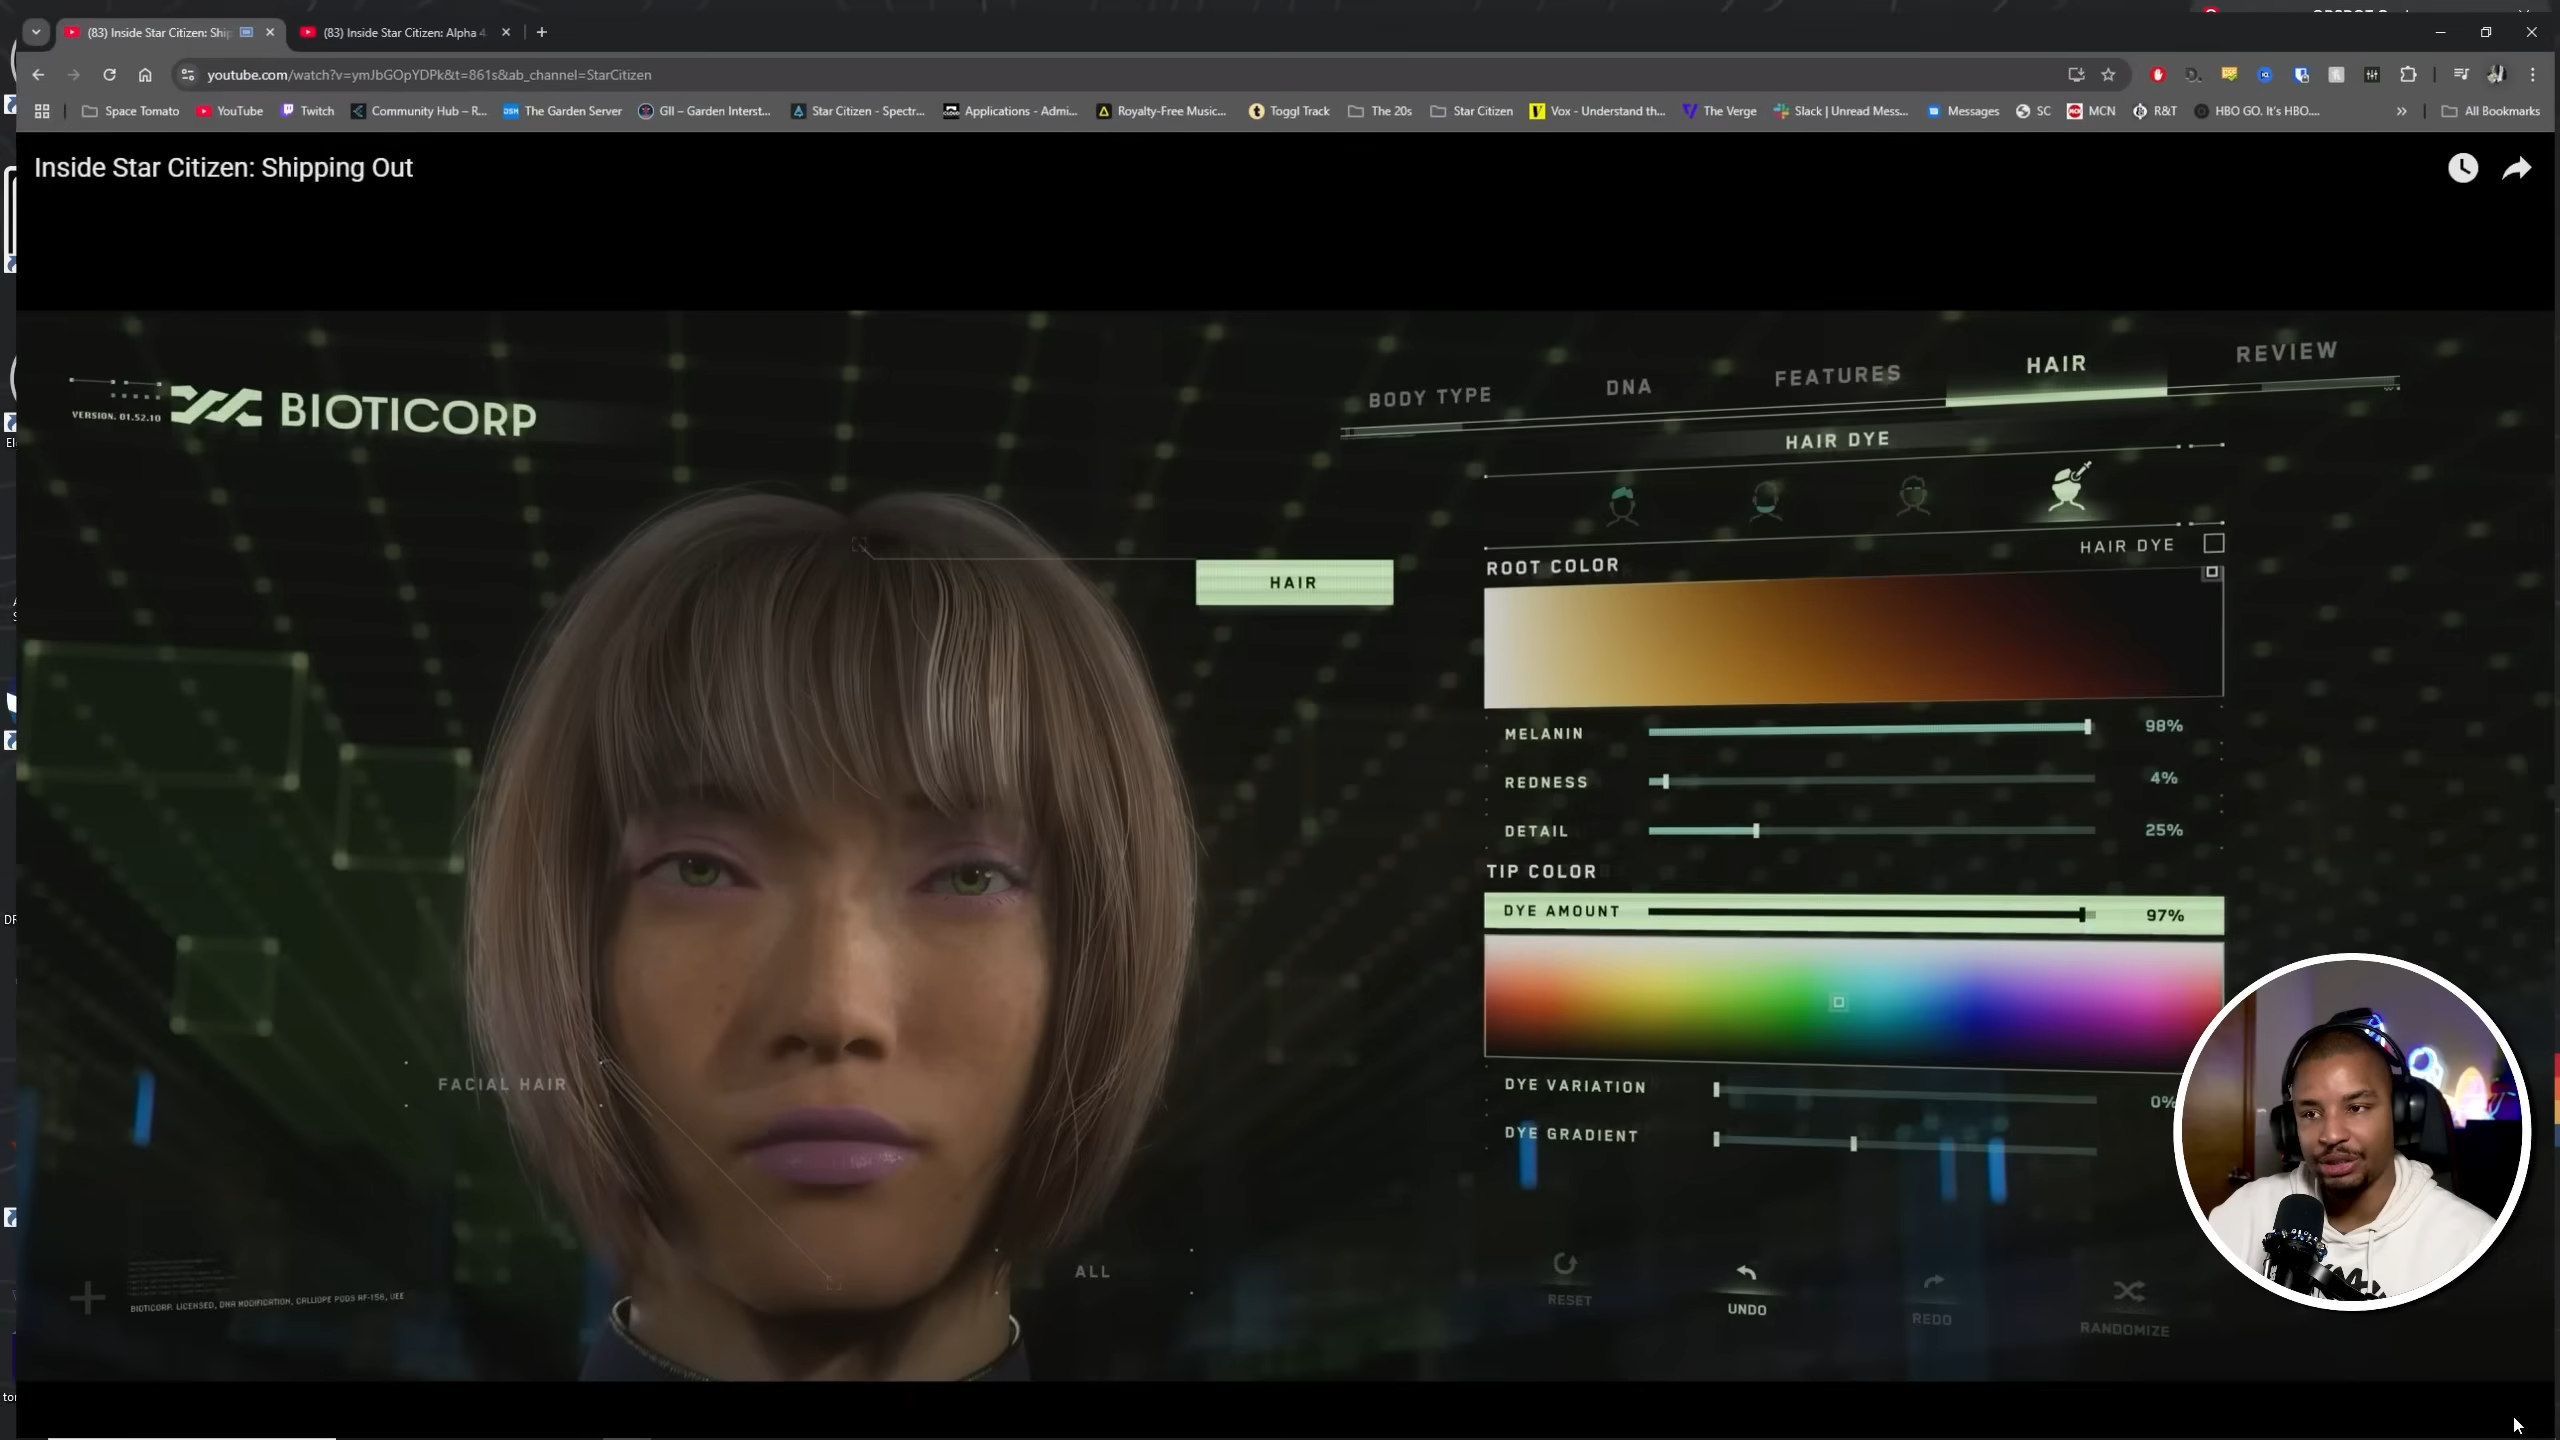 (83) Inside Star Citizen: Ship
(83) Inside Star Citizen: Alpha 4
youtube.com/watch?v=ymJbGOpYDPk&t=861s&ab_channel=StarCitizen
Space Tomato
YouTube
Twitch
Community Hub – R...
The Garden Server
GII – Garden Interst...
Star Citizen - Spectr...
Applications - Admi...
Royalty-Free Music...
Toggl Track
The 20s
Star Citizen
Vox - Understand th...
The Verge
Slack | Unread Mess...
Messages
SC
MCN
R&T
HBO GO. It's HBO....
All Bookmarks
Inside Star Citizen: Shipping Out
VERSION. 01.52.10
BIOTICORP
BODY TYPE
DNA
FEATURES
HAIR
REVIEW
HAIR DYE
HAIR DYE
HAIR
ROOT COLOR
MELANIN 98%
REDNESS 4%
DETAIL 25%
TIP COLOR
DYE AMOUNT 97%
DYE VARIATION 0%
DYE GRADIENT
FACIAL HAIR
ALL
RESET
UNDO
REDO
RANDOMIZE
BIOTICORP. LICENSED, DNA MODIFICATION, CALLIOPE PODS RF-156, UEE